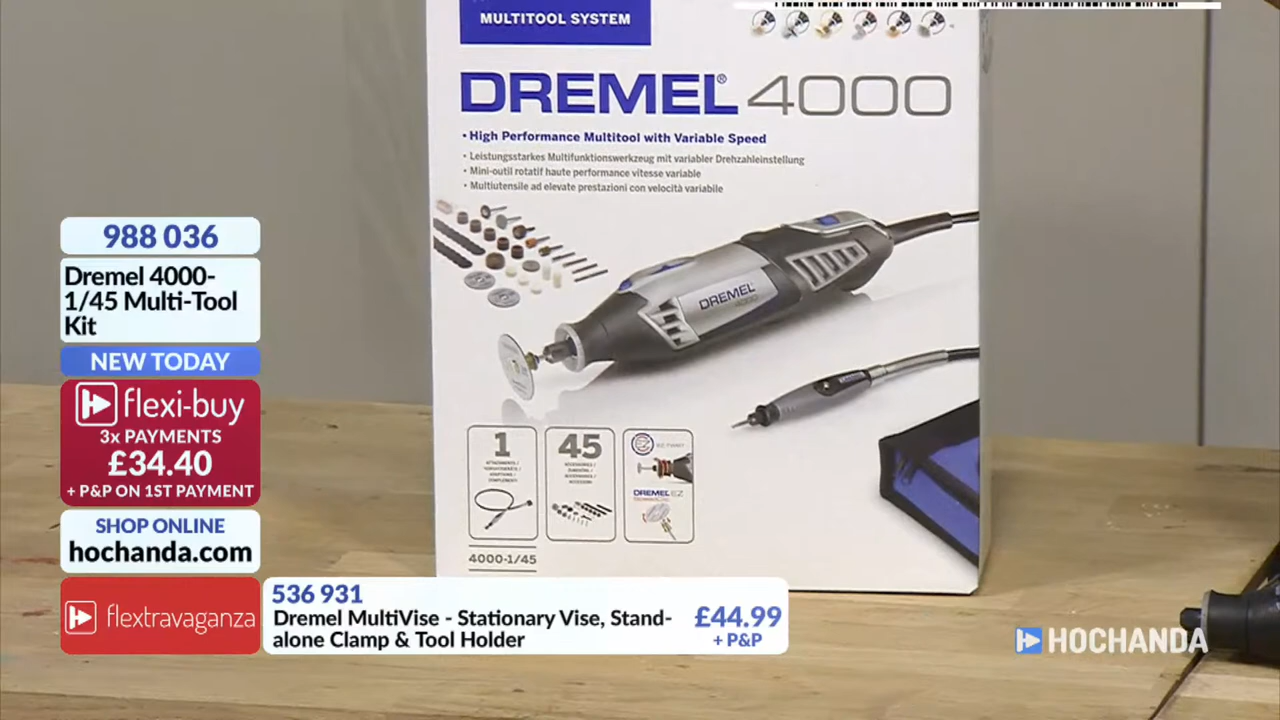 MULTITOOL SYSTEM
DREMEL® 4000
• High Performance Multitool with Variable Speed
• Leistungsstarkes Multifunktionswerkzeug mit variabler Drehzahleinstellung
• Mini-outil rotatif haute performance vitesse variable
• Multiutensile ad elevate prestazioni con velocità variabile
DREMEL
4000
1
45
DREMEL EZ
4000-1/45
988 036
Dremel 4000-
1/45 Multi-Tool
Kit
NEW TODAY
flexi-buy
3x PAYMENTS
£34.40
+ P&P ON 1ST PAYMENT
SHOP ONLINE
hochanda.com
flextravaganza
536 931
Dremel MultiVise - Stationary Vise, Stand-
alone Clamp & Tool Holder
£44.99
+ P&P
HOCHANDA